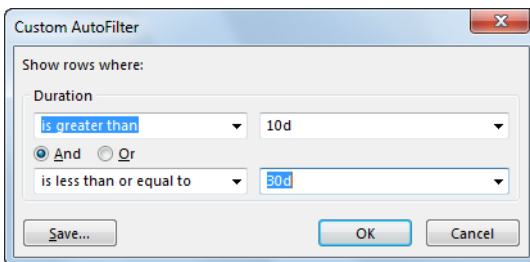 Custom AutoFilter
Show rows where:
Duration
is greater than 10d
And Or
is less than or equal to 30d
Save... OK Cancel